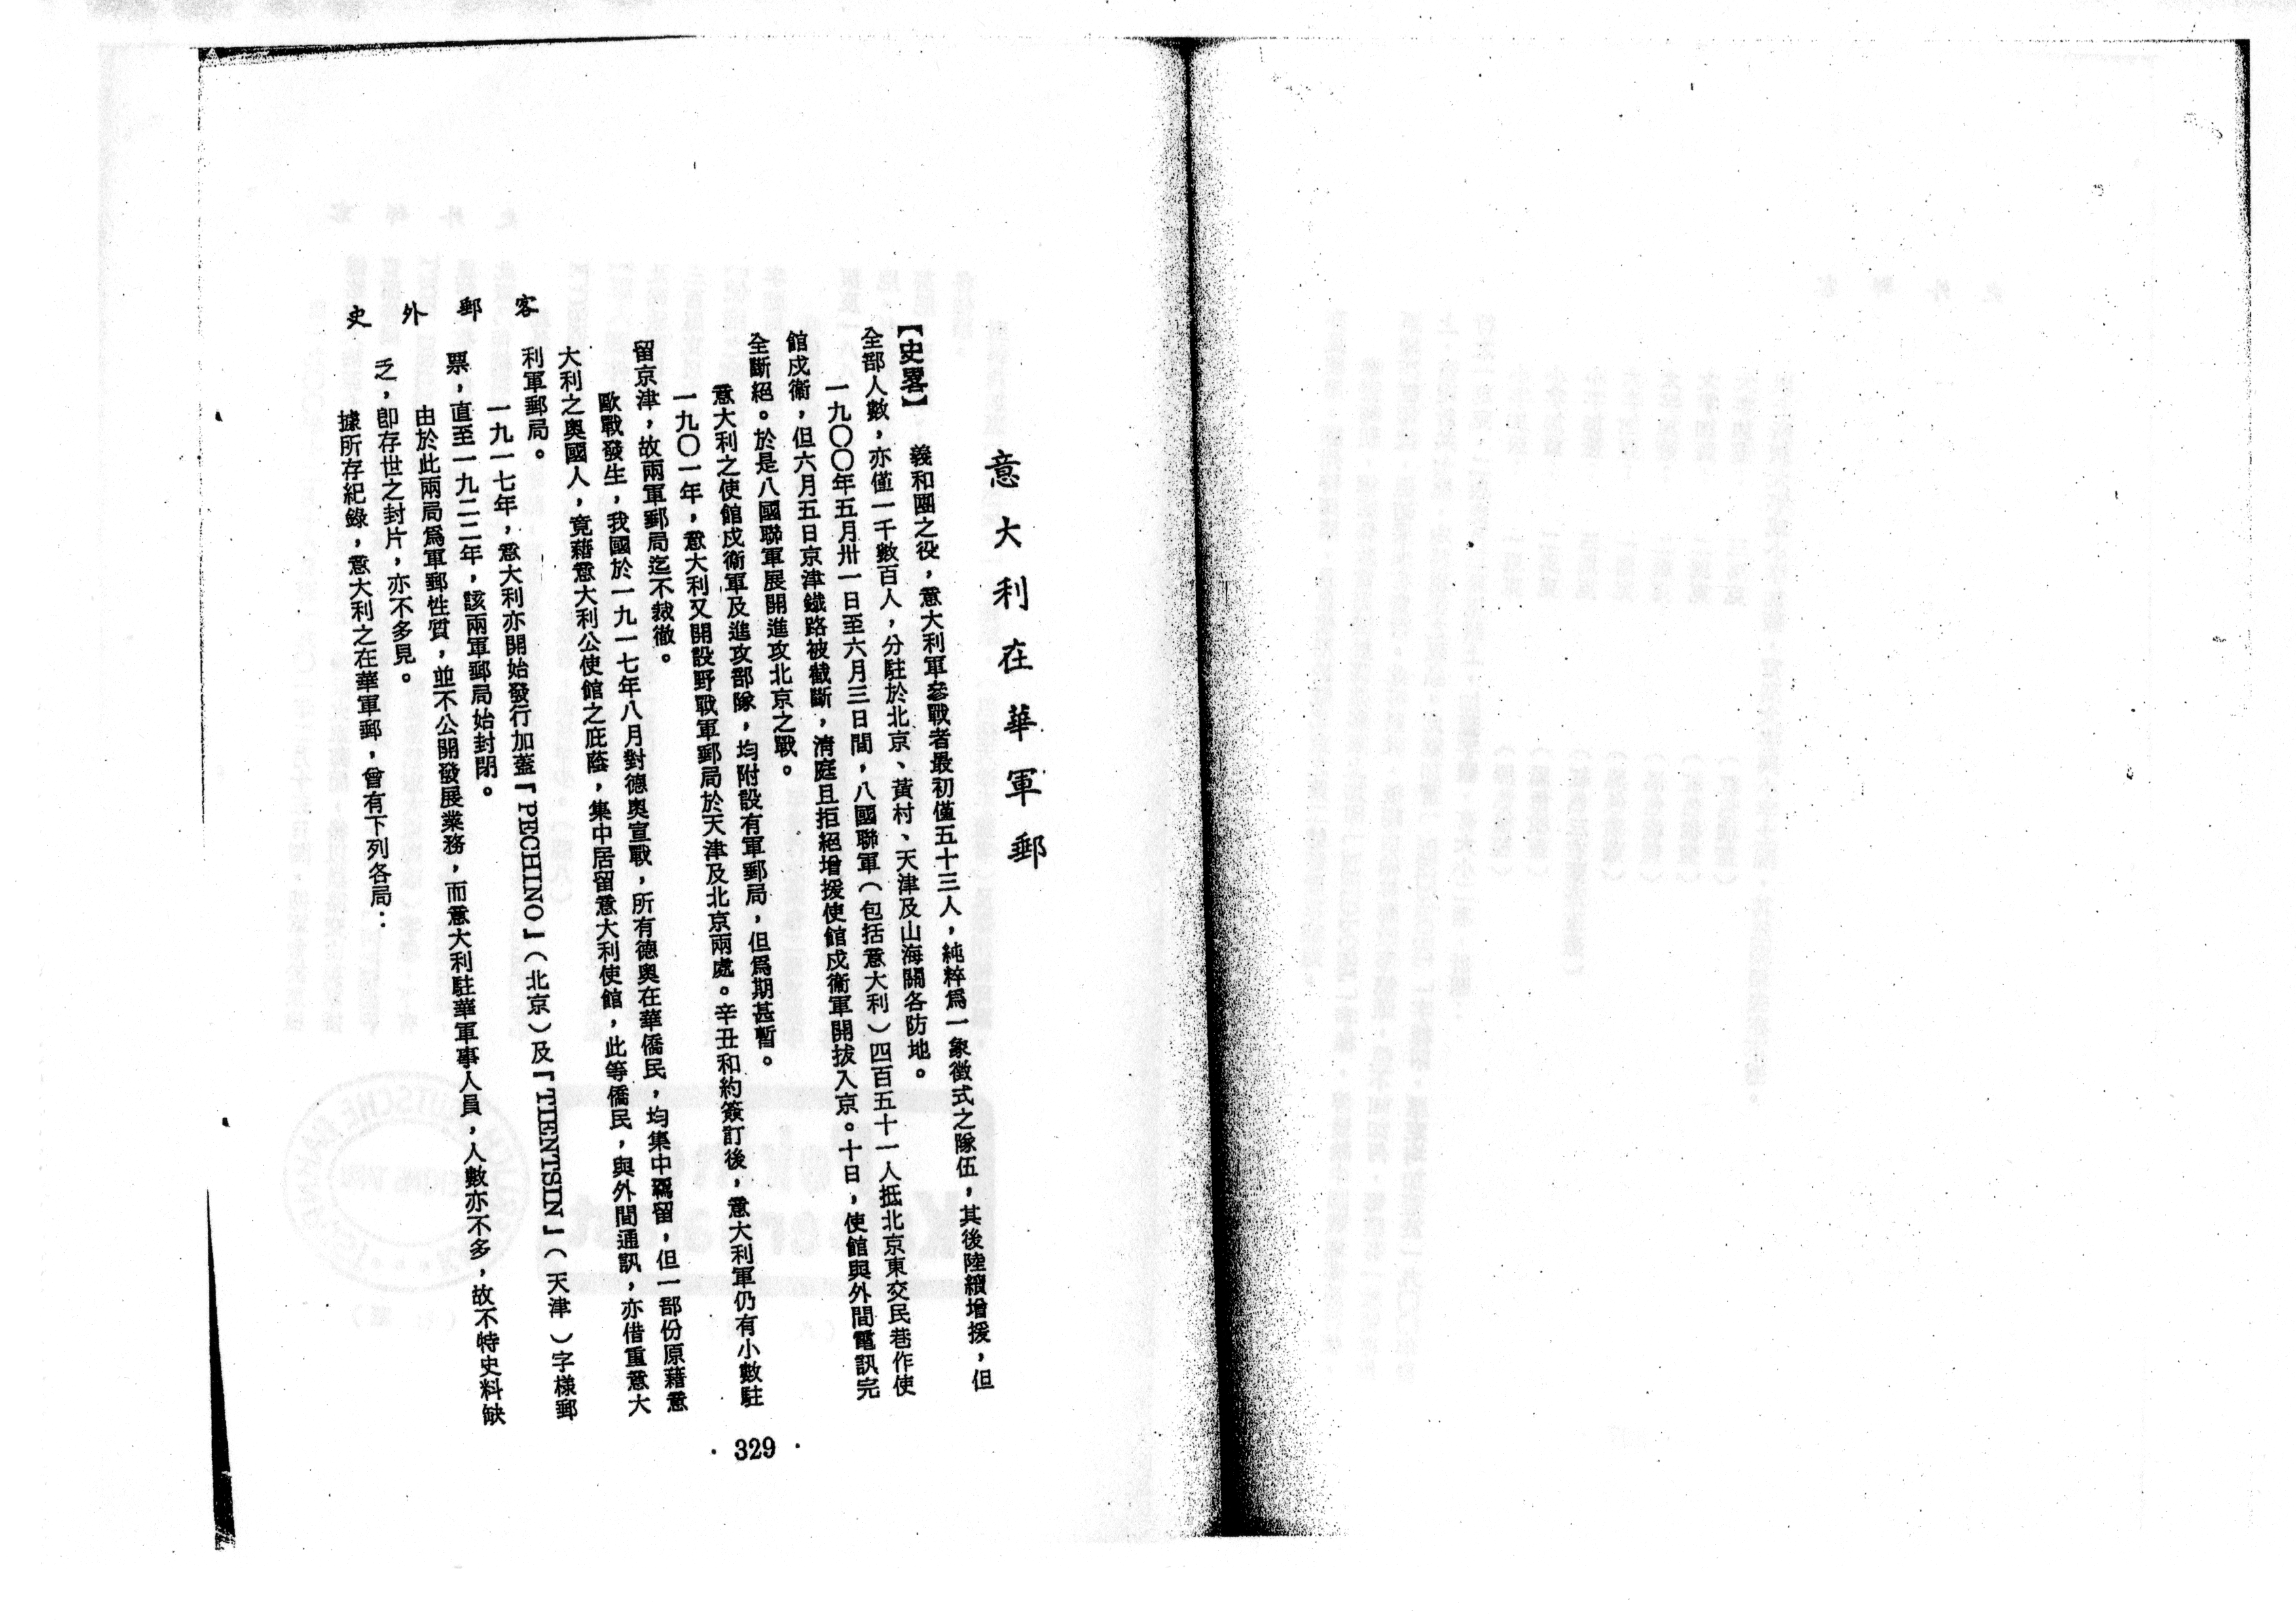 意大利在華軍郵
【史畧】　義和團之役，意大利軍參戰者最初僅五十三人，純粹爲一象徵式之隊伍，其後陸續增援，但
全部人數，亦僅一千數百人，分駐於北京、黃村、天津及山海關各防地。
一九〇〇年五月卅一日至六月三日間，八國聯軍（包括意大利）四百五十一人抵北京東交民巷作使
館戍衞，但六月五日京津鐵路被截斷，淸庭且拒絕增援使館戍衞軍開拔入京。十日，使館與外間電訊完
全斷絕。於是八國聯軍展開進攻北京之戰。
意大利之使館戍衞軍及進攻部隊，均附設有軍郵局，但爲期甚暫。
一九〇一年，意大利又開設野戰軍郵局於天津及北京兩處。辛丑和約簽訂後，意大利軍仍有小數駐
留京津，故兩軍郵局迄不裁徹。
歐戰發生，我國於一九一七年八月對德奧宣戰，所有德奧在華僑民，均集中覊留，但一部份原藉意
大利之奧國人，竟藉意大利公使館之庇蔭，集中居留意大利使館，此等僑民，與外間通訊，亦借重意大
利軍郵局。
一九一七年，意大利亦開始發行加蓋『PECHINO』（北京）及『TIENTSIN』（天津）字樣郵
票，直至一九二二年，該兩軍郵局始封閉。
由於此兩局爲軍郵性質，並不公開發展業務，而意大利駐華軍事人員，人數亦不多，故不特史料缺
乏，卽存世之封片，亦不多見。
據所存紀錄，意大利之在華軍郵，曾有下列各局：
客郵外史
· 329 ·